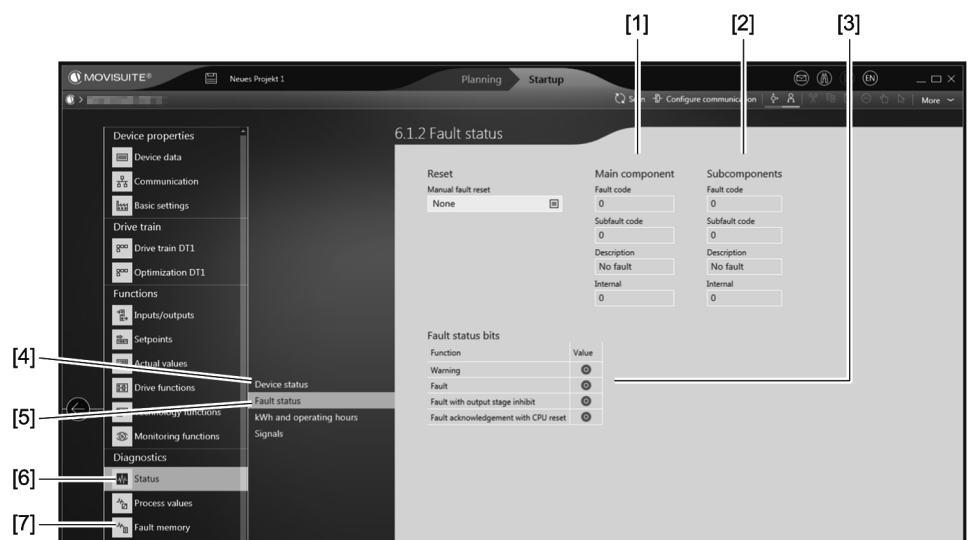 [1]
[2]
[3]
MOVISUITE®
Neues Projekt 1
Planning
Startup
EN
Configure communication
More
Device properties
Device data
Communication
Basic settings
Drive train
Drive train DT1
Optimization DT1
Functions
Inputs/outputs
Setpoints
Actual values
Drive functions
Technology functions
Monitoring functions
Diagnostics
Status
Process values
Fault memory
[4]
[5]
[6]
[7]
Device status
Fault status
kWh and operating hours
Signals
6.1.2 Fault status
Reset
Manual fault reset
None
Main component
Fault code
0
Subfault code
0
Description
No fault
Internal
0
Subcomponents
Fault code
0
Subfault code
0
Description
No fault
Internal
0
Fault status bits
Function Value
Warning
Fault
Fault with output stage inhibit
Fault acknowledgement with CPU reset